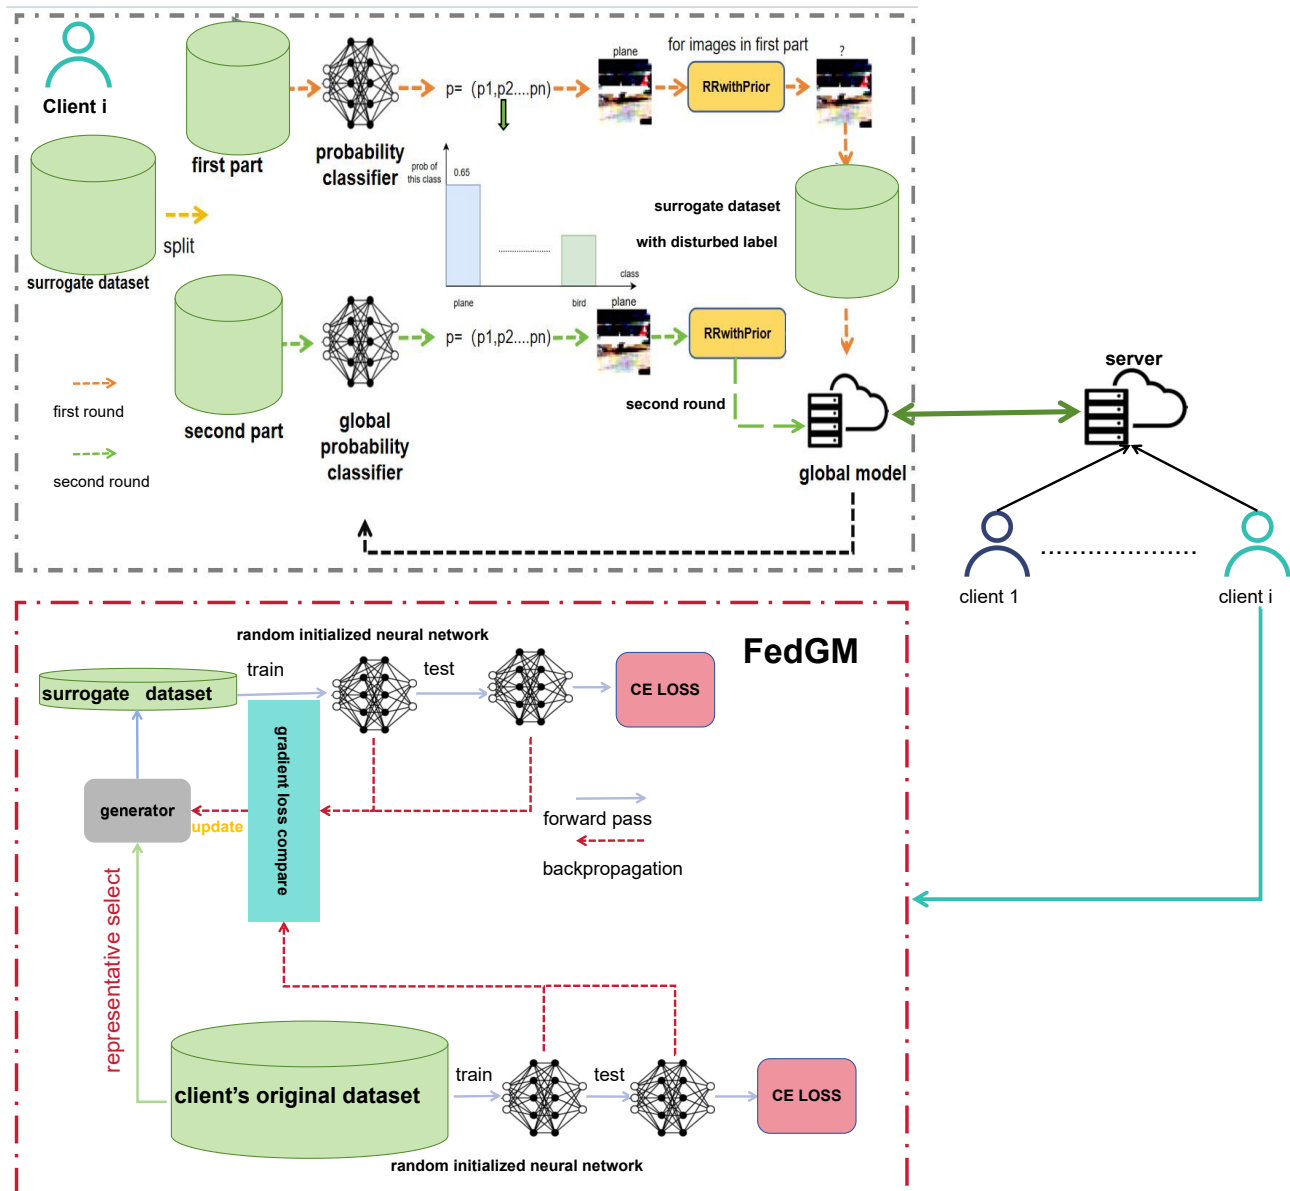 Client i
first part
surrogate dataset
split
second part
first round
second round
probability
classifier
p= (p1,p2....pn)
plane
for images in first part
RRwithPrior
?
prob of
this class
0.65
class
plane
bird
surrogate dataset
with disturbed label
global
probability
classifier
p= (p1,p2....pn)
plane
RRwithPrior
second round
global model
server
client 1
client i
FedGM
random initialized neural network
surrogate dataset
train
test
CE LOSS
gradient loss compare
generator
update
forward pass
backpropagation
representative select
client's original dataset
train
test
CE LOSS
random initialized neural network